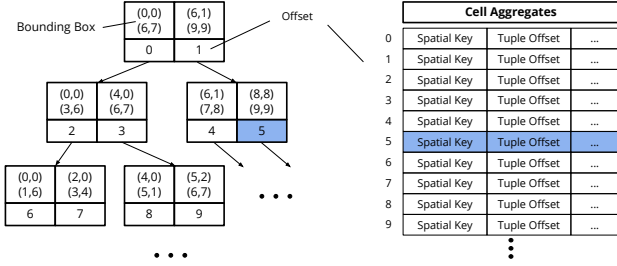 (0,0) (6,1)
(6,7) (9,9)
0 1
Bounding Box
Offset
(0,0) (4,0)
(3,6) (6,7)
2 3
(6,1) (8,8)
(7,8) (9,9)
4 5
(0,0) (2,0)
(1,6) (3,4)
6 7
(4,0) (5,2)
(5,1) (6,7)
8 9
Cell Aggregates
0 Spatial Key Tuple Offset ...
1 Spatial Key Tuple Offset ...
2 Spatial Key Tuple Offset ...
3 Spatial Key Tuple Offset ...
4 Spatial Key Tuple Offset ...
5 Spatial Key Tuple Offset ...
6 Spatial Key Tuple Offset ...
7 Spatial Key Tuple Offset ...
8 Spatial Key Tuple Offset ...
9 Spatial Key Tuple Offset ...